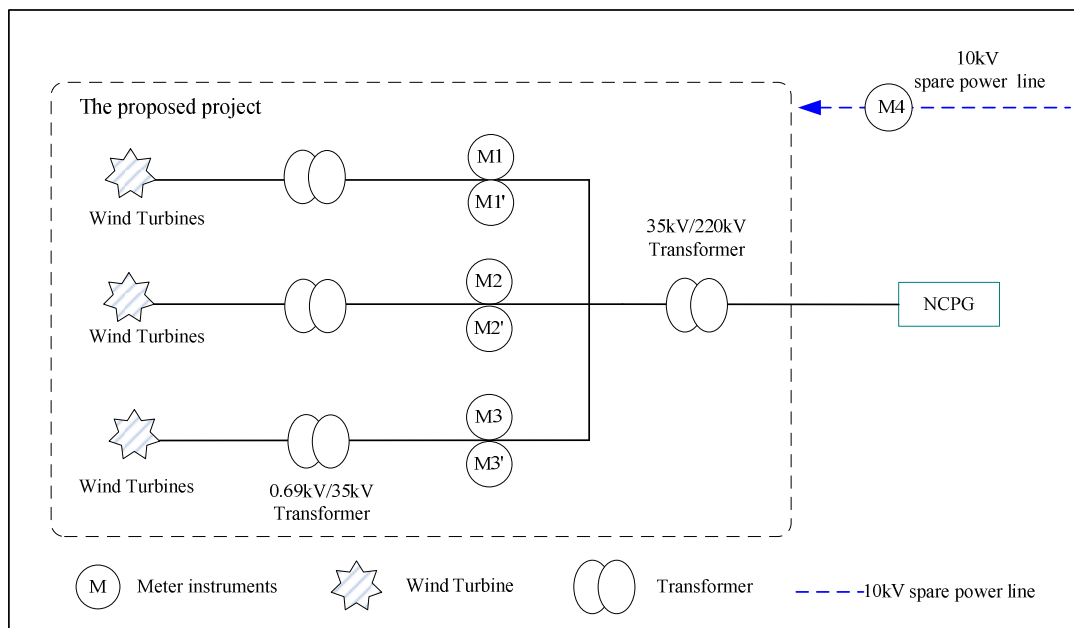 10kV
spare power line
M4
The proposed project
M1
M1'
Wind Turbines
35kV/220kV
Transformer
M2
M2'
NCPG
Wind Turbines
M3
M3'
Wind Turbines
0.69kV/35kV
Transformer
M
Meter instruments
Wind Turbine
Transformer
10kV spare power line